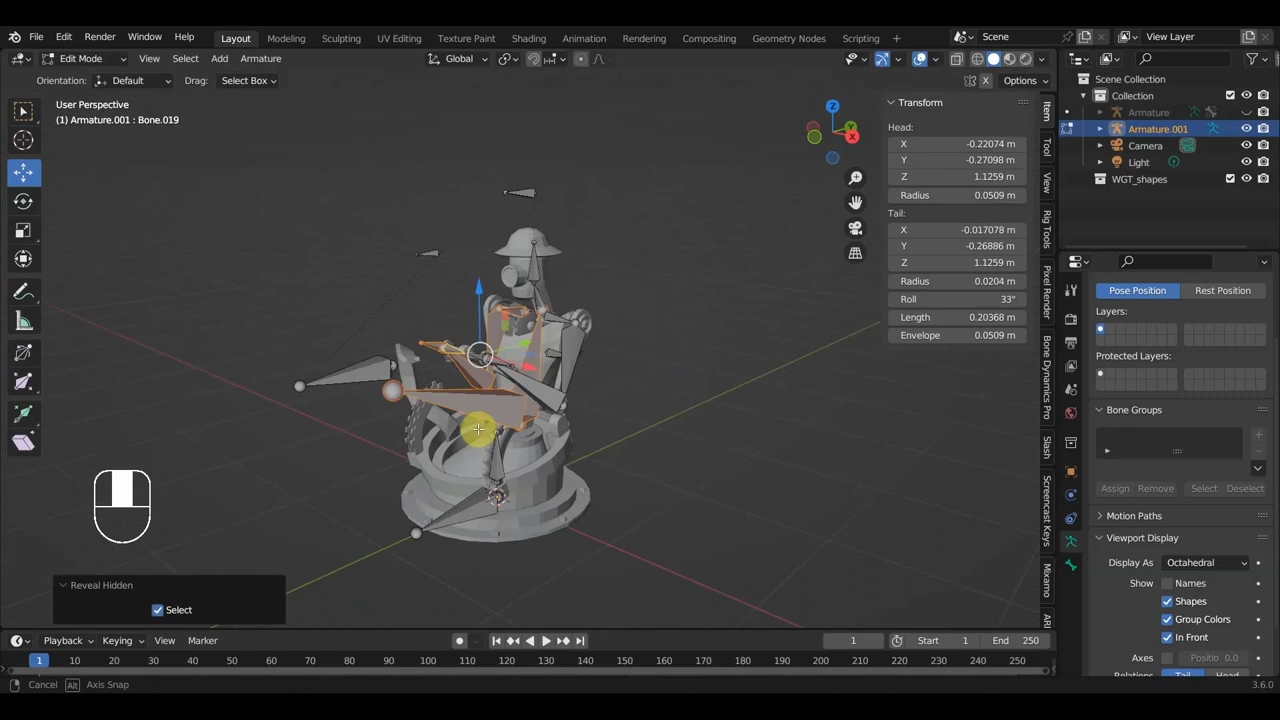 File Edit Render Window Help Layout Modeling Sculpting UV Editing Texture Paint Shading Animation Rendering Compositing Geometry Nodes Scripting + Scene View Layer
Edit Mode View Select Add Armature Global
Orientation: Default Drag: Select Box X Options
User Perspective
(1) Armature.001 : Bone.019
Z
Y
X
Transform
Head:
X -0.22074 m
Y -0.27098 m
Z 1.1259 m
Radius 0.0509 m
Tail:
X -0.017078 m
Y -0.26886 m
Z 1.1259 m
Radius 0.0204 m
Roll 33°
Length 0.20368 m
Envelope 0.0509 m
Item
Tool
View
Rig Tools
Pixel Render
Bone Dynamics Pro
Slash
Screencast Keys
Mixamo
Scene Collection
Collection
Armature
Armature.001
Camera
Light
WGT_shapes
Pose Position Rest Position
Layers:
Protected Layers:
Bone Groups
Assign Remove Select Deselect
Motion Paths
Viewport Display
Display As Octahedral
Show Names
Shapes
Group Colors
In Front
Axes Positio 0.0
Relations Tail Head
Reveal Hidden
Select
Playback Keying View Marker 1 Start 1 End 250
1 10 20 30 40 50 60 70 80 90 100 110 120 130 140 150 160 170 180 190 200 210 220 230 240 250
Cancel Alt Axis Snap 3.6.0